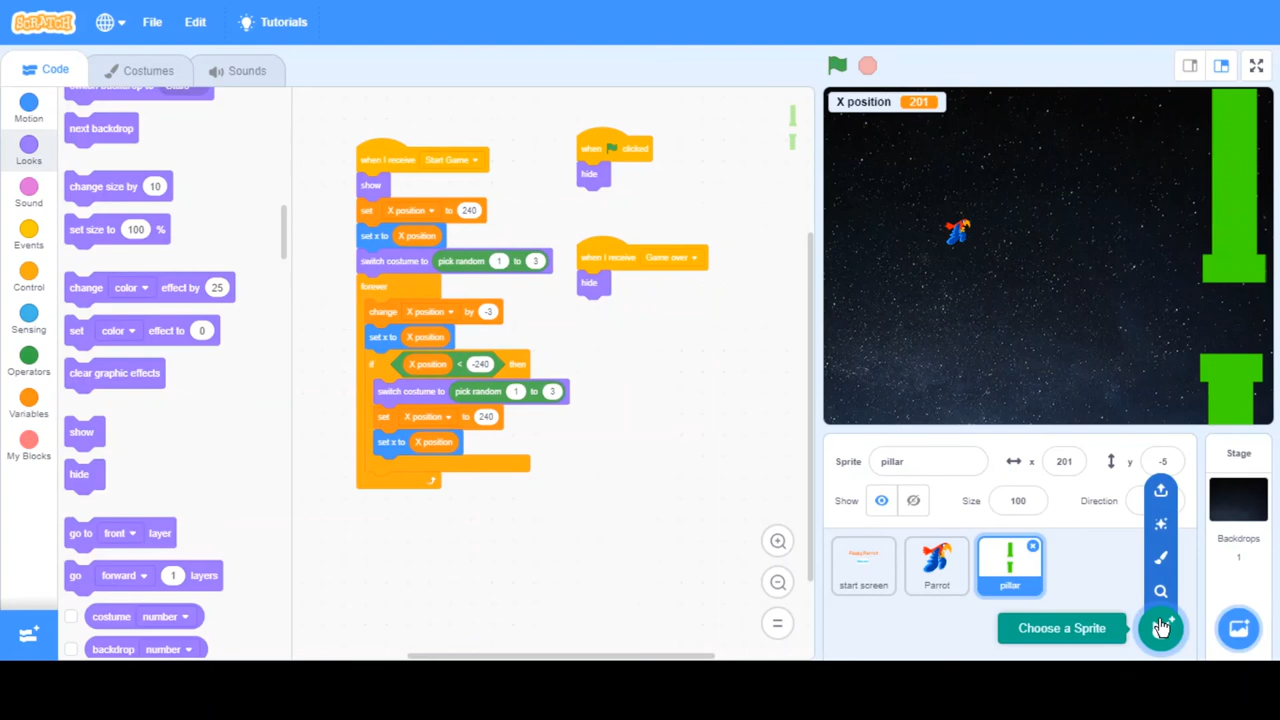 SCRATCH
File
Edit
Tutorials
Code
Costumes
Sounds
Motion
Looks
Sound
Events
Control
Sensing
Operators
Variables
My Blocks
next backdrop
change size by 10
set size to 100 %
change color effect by 25
set color effect to 0
clear graphic effects
show
hide
go to front layer
go forward 1 layers
costume number
backdrop number
when I receive Start Game
show
set X position to 240
set x to X position
switch costume to pick random 1 to 3
forever
change X position by -3
set x to X position
if X position < -240 then
switch costume to pick random 1 to 3
set X position to 240
set x to X position
when clicked
hide
when I receive Game over
hide
X position 201
Sprite pillar x 201 y -5
Show Size 100 Direction
start screen
Parrot
pillar
Choose a Sprite
Stage
Backdrops
1